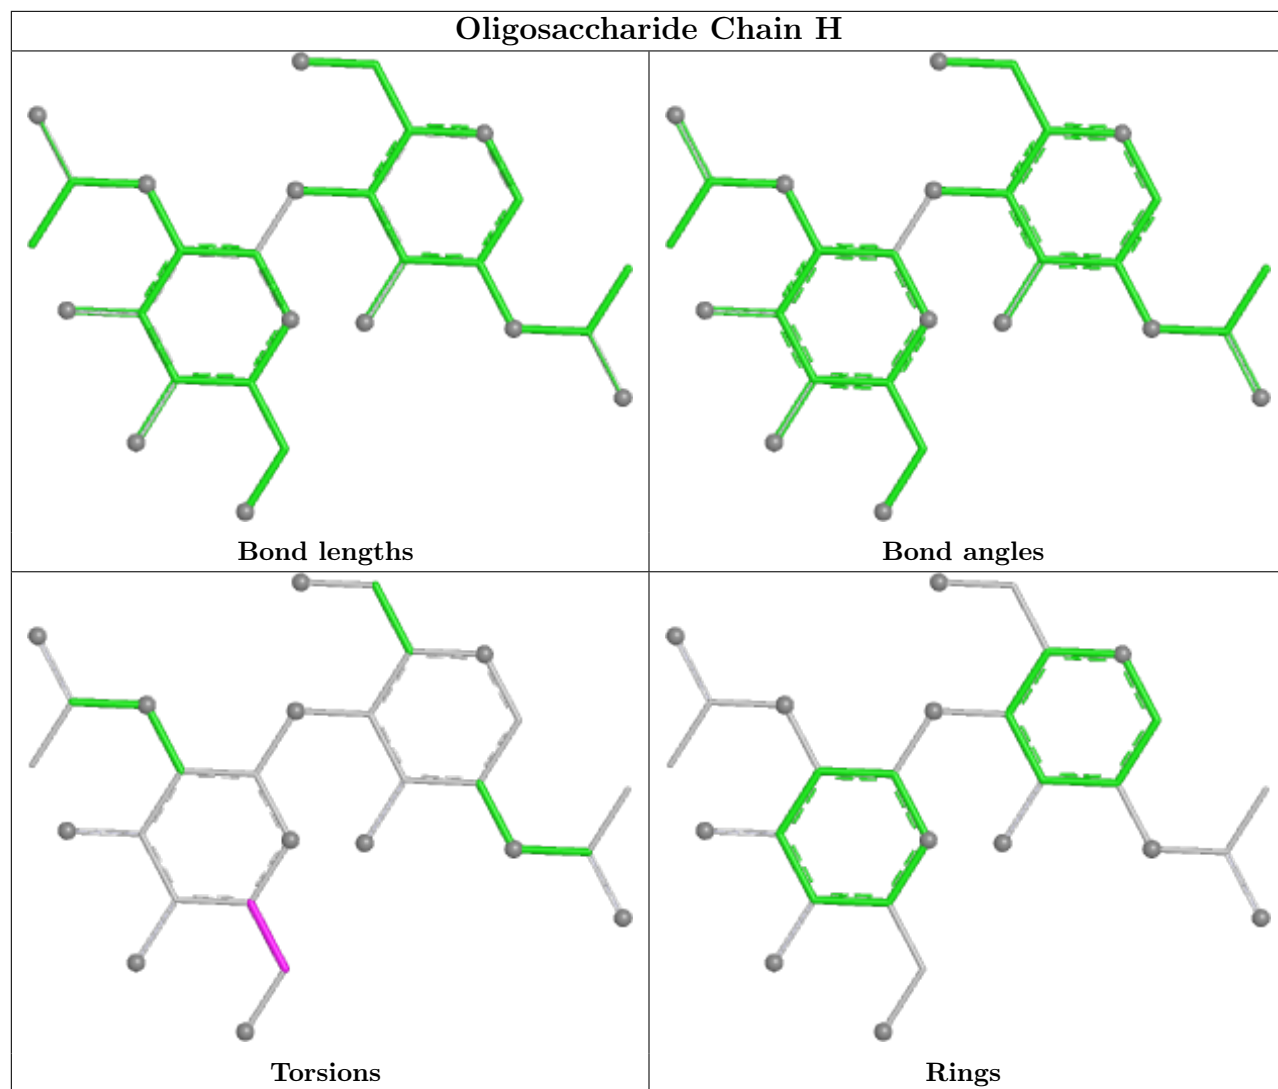 Oligosaccharide Chain H
Bond lengths
Bond angles
Torsions
Rings